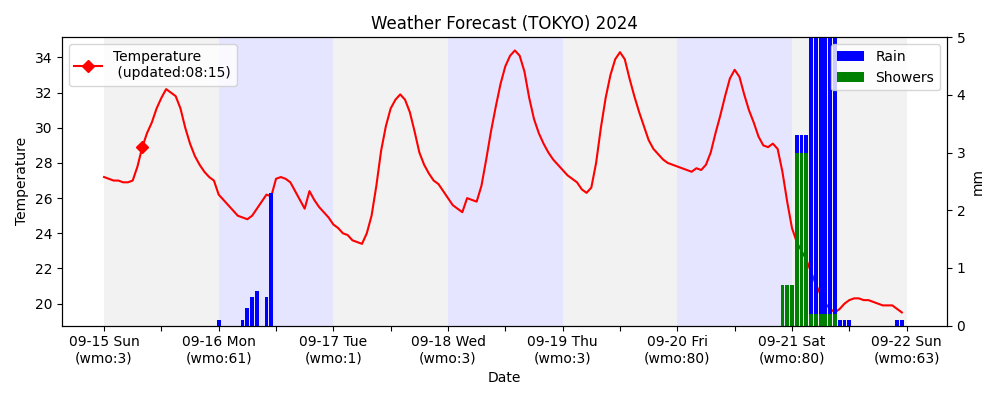 Weather Forecast (TOKYO) 2024
Temperature
(updated:08:15)
Rain
Showers
Temperature
34
32
30
28
26
24
22
20
5
4
3
2
1
0
mm
09-15 Sun
(wmo:3)
09-16 Mon
(wmo:61)
09-17 Tue
(wmo:1)
09-18 Wed
(wmo:3)
09-19 Thu
(wmo:3)
09-20 Fri
(wmo:80)
09-21 Sat
(wmo:80)
09-22 Sun
(wmo:63)
Date